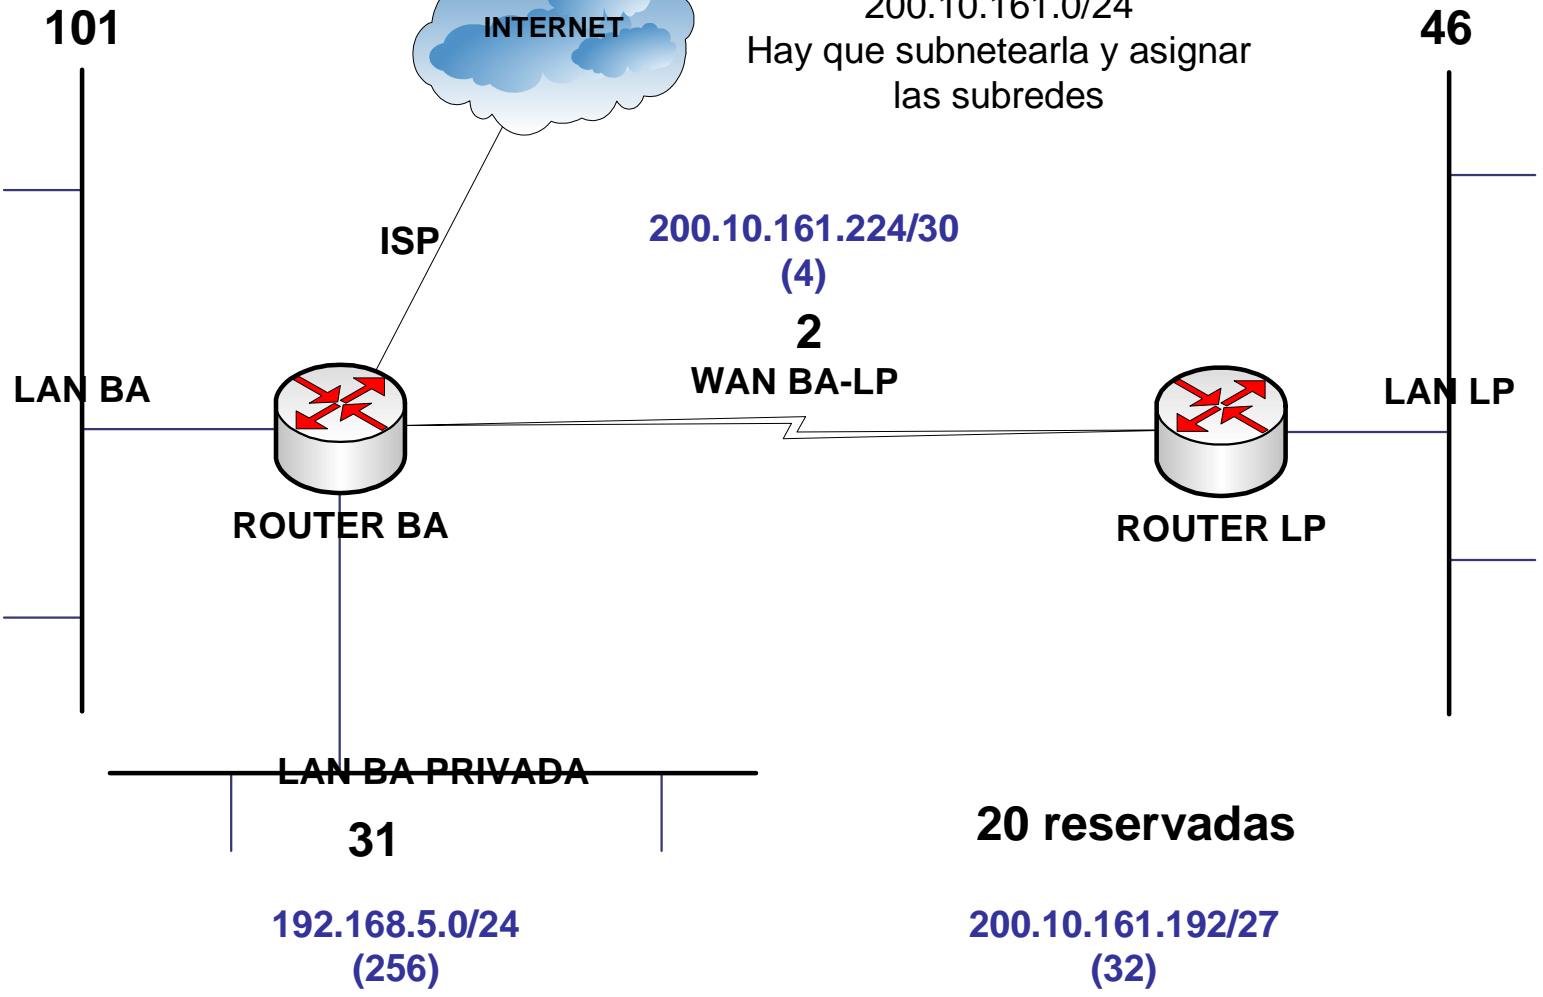 101
INTERNET
200.10.161.0/24
Hay que subnetearla y asignar
las subredes
46
ISP
200.10.161.224/30
(4)
2
WAN BA-LP
LAN BA
LAN LP
ROUTER BA
ROUTER LP
LAN BA PRIVADA
31
20 reservadas
192.168.5.0/24
(256)
200.10.161.192/27
(32)